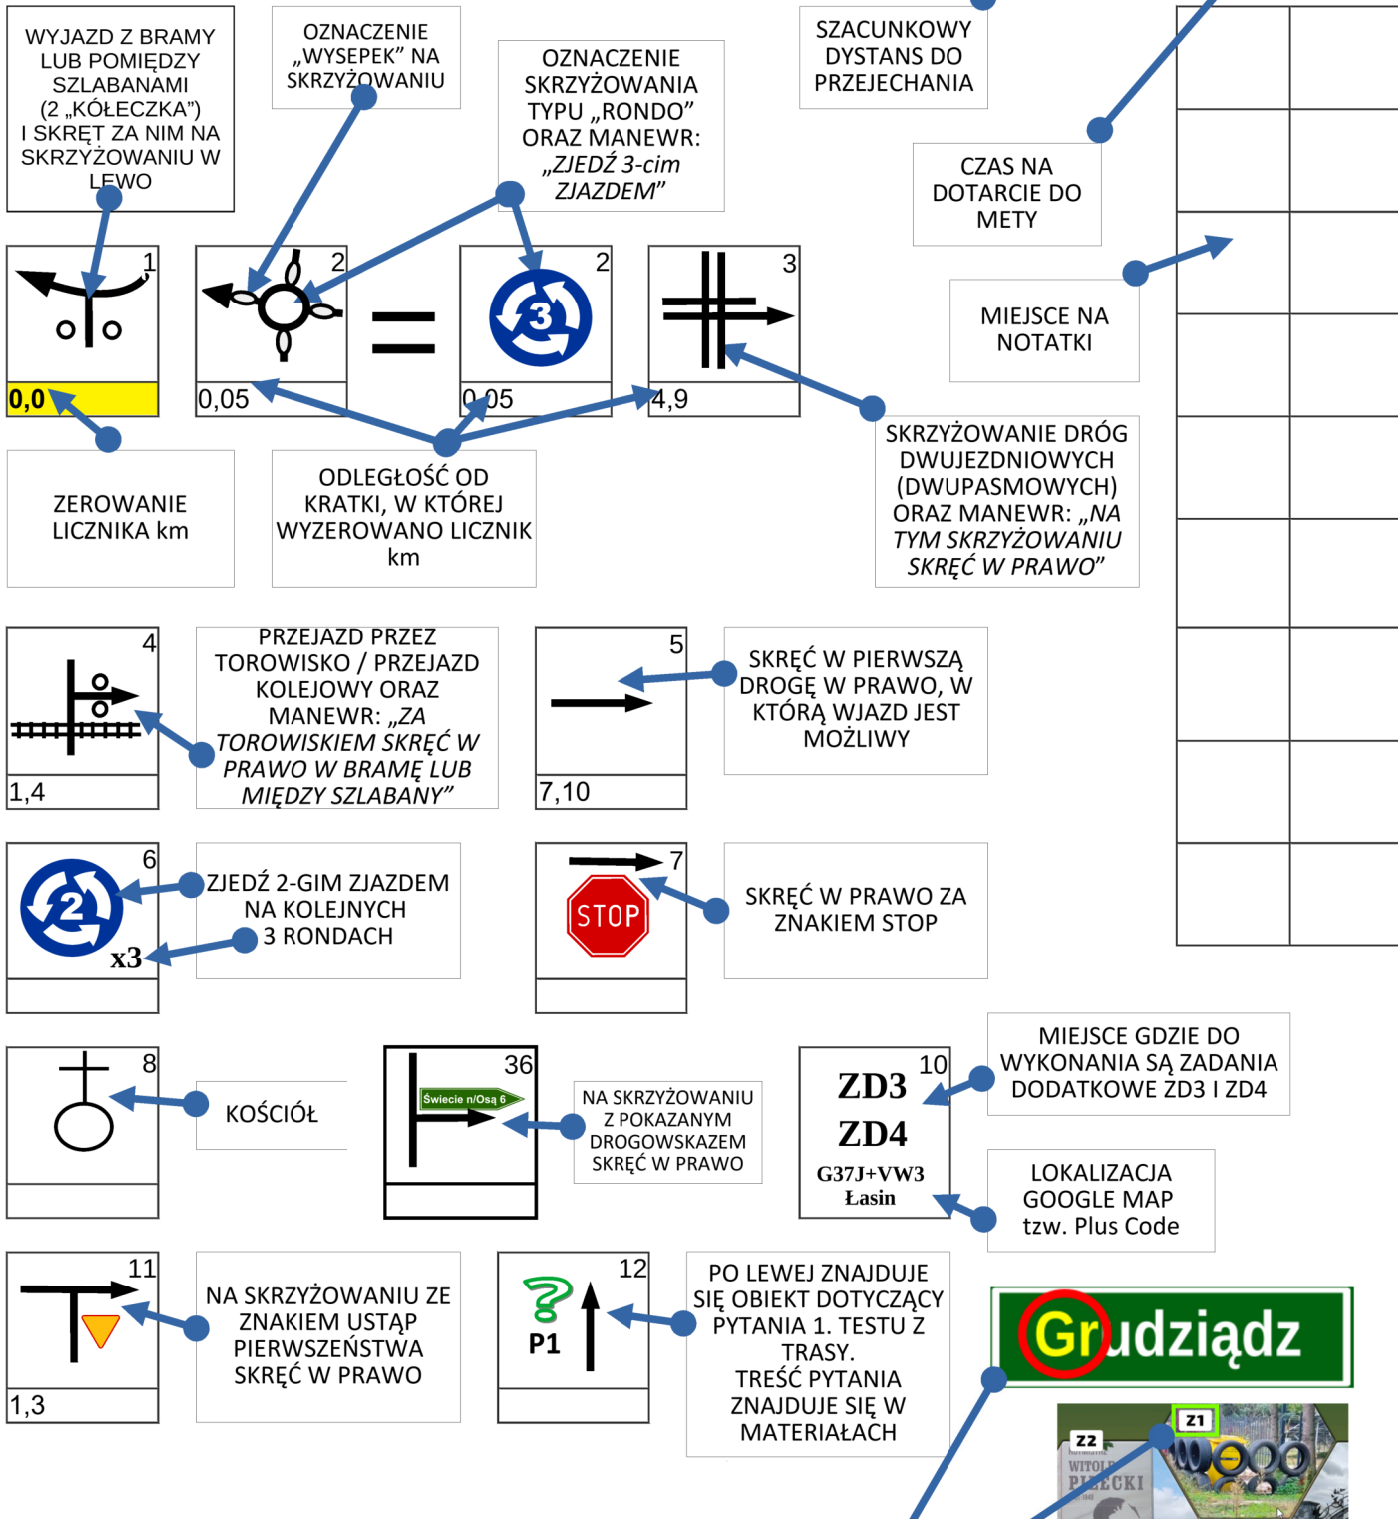 WYJAZD Z BRAMY
LUB POMIĘDZY
SZLABANAMI
(2 „KÓŁECZKA”)
I SKRĘT ZA NIM NA
SKRZYŻOWANIU W
LEWO
OZNACZENIE
„WYSEPEK” NA
SKRZYŻOWANIU
OZNACZENIE
SKRZYŻOWANIA
TYPU „RONDO”
ORAZ MANEWR:
„ZJEDŹ 3-cim
ZJAZDEM”
SZACUNKOWY
DYSTANS DO
PRZEJECHANIA
CZAS NA
DOTARCIE DO
METY
MIEJSCE NA
NOTATKI
1
0,0
2
0,05
2
3
0,05
3
4,9
ZEROWANIE
LICZNIKA km
ODLEGŁOŚĆ OD
KRATKI, W KTÓREJ
WYZEROWANO LICZNIK
km
SKRZYŻOWANIE DRÓG
DWUJEZDNIOWYCH
(DWUPASMOWYCH)
ORAZ MANEWR: „NA
TYM SKRZYŻOWANIU
SKRĘĆ W PRAWO”
4
1,4
PRZEJAZD PRZEZ
TOROWISKO / PRZEJAZD
KOLEJOWY ORAZ
MANEWR: „ZA
TOROWISKIEM SKRĘĆ W
PRAWO W BRAMĘ LUB
MIĘDZY SZLABANY”
5
7,10
SKRĘĆ W PIERWSZĄ
DROGĘ W PRAWO, W
KTÓRĄ WJAZD JEST
MOŻLIWY
6
2
x3
ZJEDŹ 2-GIM ZJAZDEM
NA KOLEJNYCH
3 RONDACH
7
STOP
SKRĘĆ W PRAWO ZA
ZNAKIEM STOP
8
KOŚCIÓŁ
36
Świecie n/Osą 6
NA SKRZYŻOWANIU
Z POKAZANYM
DROGOWSKAZEM
SKRĘĆ W PRAWO
10
ZD3
ZD4
G37J+VW3
Łasin
MIEJSCE GDZIE DO
WYKONANIA SĄ ZADANIA
DODATKOWE ZD3 I ZD4
LOKALIZACJA
GOOGLE MAP
tzw. Plus Code
11
1,3
NA SKRZYŻOWANIU ZE
ZNAKIEM USTĄP
PIERWSZEŃSTWA
SKRĘĆ W PRAWO
12
P1
PO LEWEJ ZNAJDUJE
SIĘ OBIEKT DOTYCZĄCY
PYTANIA 1. TESTU Z
TRASY.
TREŚĆ PYTANIA
ZNAJDUJE SIĘ W
MATERIAŁACH
Grudziądz
Z1
Z2
WITOLD
PILECKI